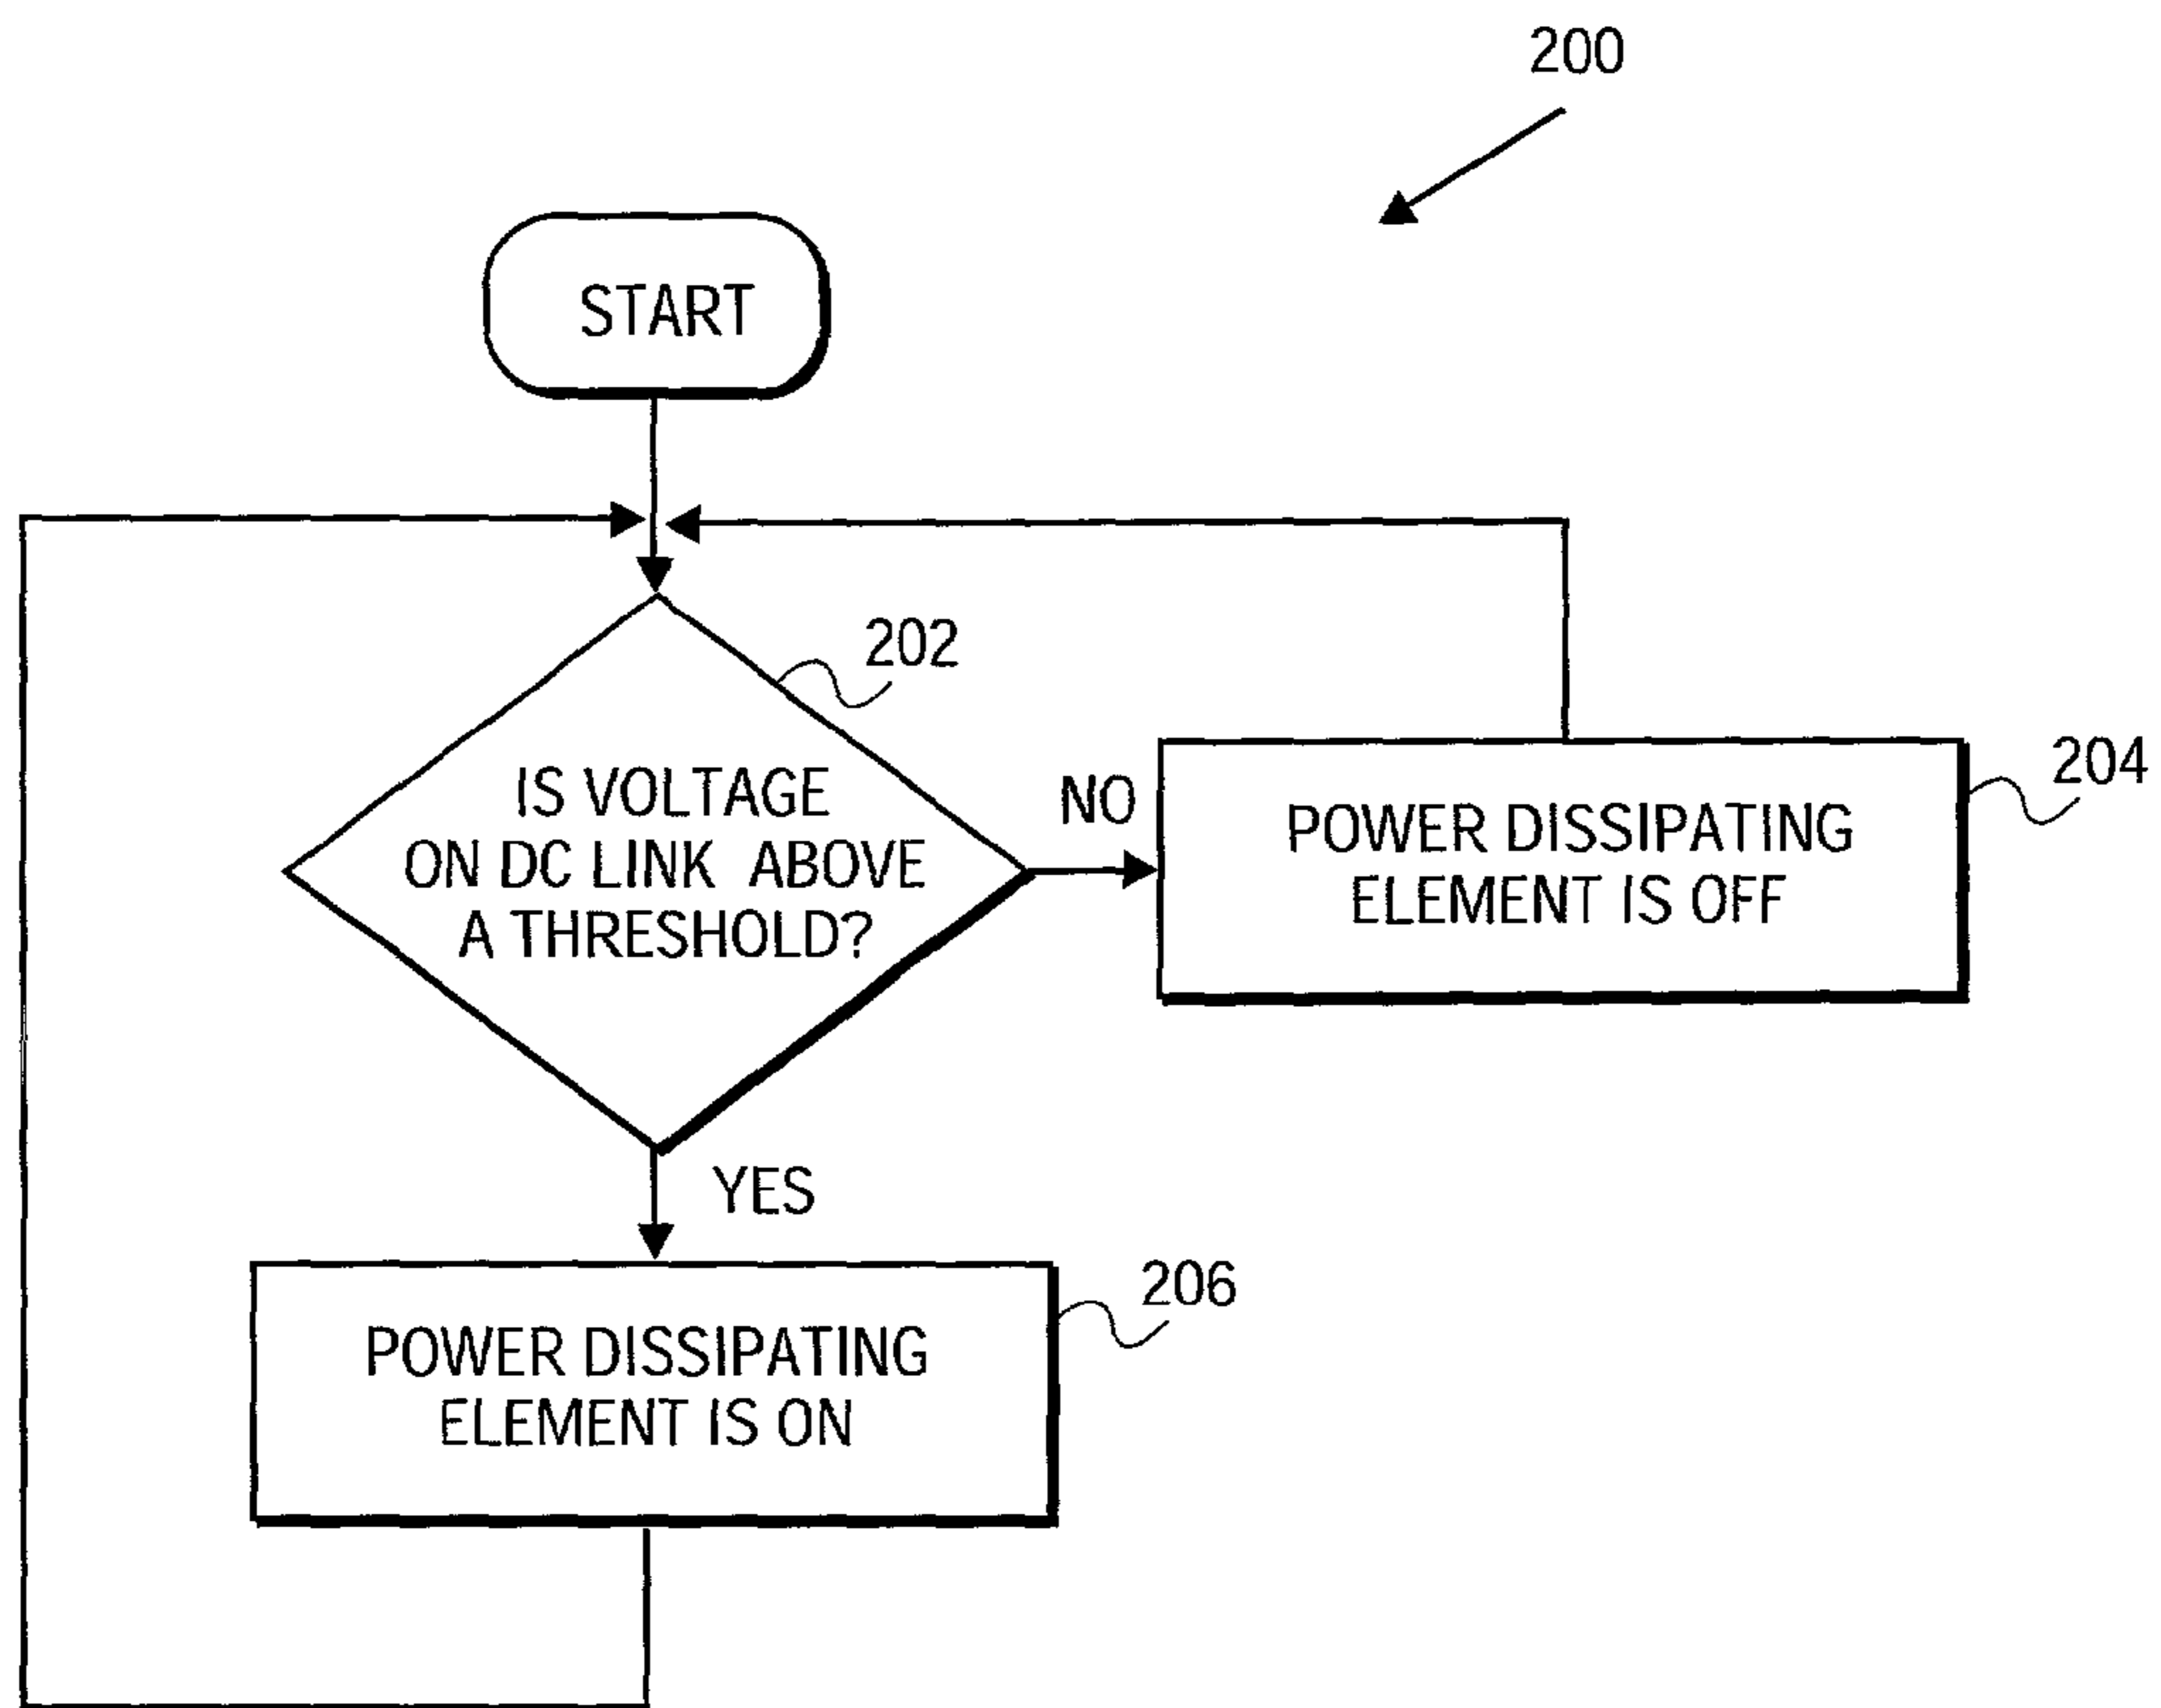 200
START
202
IS VOLTAGE
ON DC LINK ABOVE
A THRESHOLD?
NO
204
POWER DISSIPATING
ELEMENT IS OFF
YES
206
POWER DISSIPATING
ELEMENT IS ON